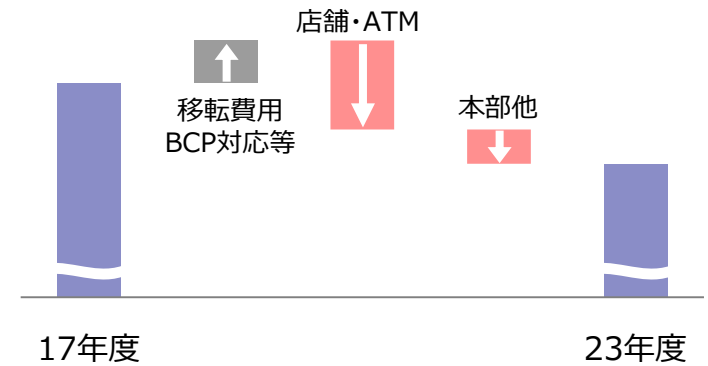 店舗・ATM
移転費用
BCP対応等
本部他
17年度
23年度